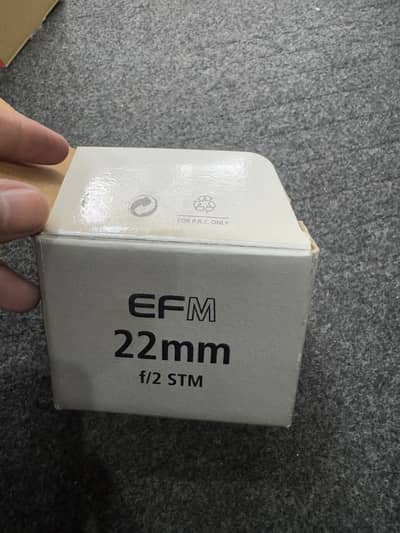 FOR P.R.C. ONLY
EFM
22mm
f/2 STM